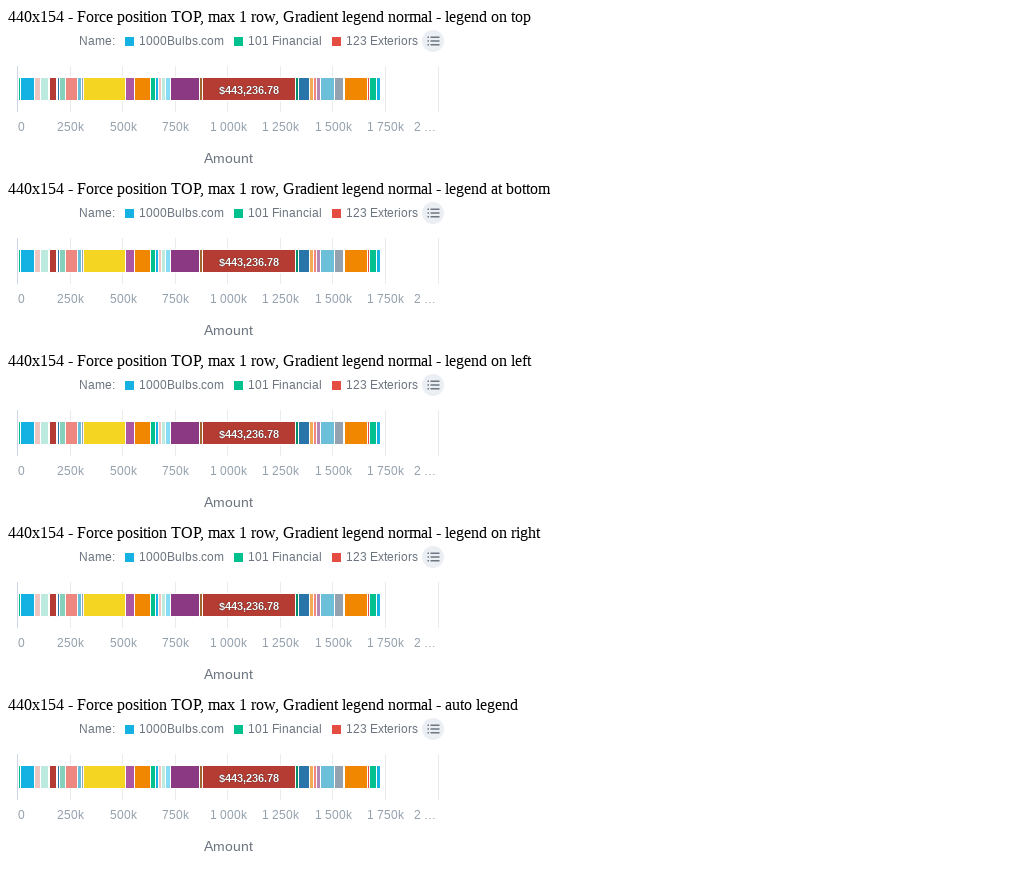 440x154 - Force position TOP, max 1 row, Gradient legend normal - legend on top
Name: 1000Bulbs.com 101 Financial 123 Exteriors
$443,236.78
0 250k 500k 750k 1 000k 1 250k 1 500k 1 750k 2 …
Amount
440x154 - Force position TOP, max 1 row, Gradient legend normal - legend at bottom
Name: 1000Bulbs.com 101 Financial 123 Exteriors
$443,236.78
0 250k 500k 750k 1 000k 1 250k 1 500k 1 750k 2 …
Amount
440x154 - Force position TOP, max 1 row, Gradient legend normal - legend on left
Name: 1000Bulbs.com 101 Financial 123 Exteriors
$443,236.78
0 250k 500k 750k 1 000k 1 250k 1 500k 1 750k 2 …
Amount
440x154 - Force position TOP, max 1 row, Gradient legend normal - legend on right
Name: 1000Bulbs.com 101 Financial 123 Exteriors
$443,236.78
0 250k 500k 750k 1 000k 1 250k 1 500k 1 750k 2 …
Amount
440x154 - Force position TOP, max 1 row, Gradient legend normal - auto legend
Name: 1000Bulbs.com 101 Financial 123 Exteriors
$443,236.78
0 250k 500k 750k 1 000k 1 250k 1 500k 1 750k 2 …
Amount